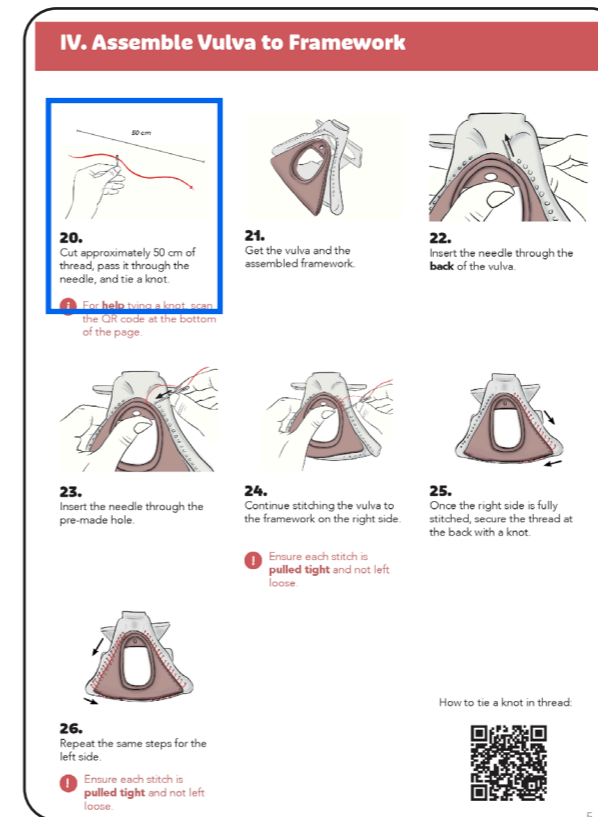 IV. Assemble Vulva to Framework
50 cm
20.
Cut approximately 50 cm of
thread, pass it through the
needle, and tie a knot.
i For help tying a knot, scan
the QR code at the bottom
of the page.
21.
Get the vulva and the
assembled framework.
22.
Insert the needle through the
back of the vulva.
23.
Insert the needle through the
pre-made hole.
24.
Continue stitching the vulva to
the framework on the right side.
! Ensure each stitch is
pulled tight and not left
loose.
25.
Once the right side is fully
stitched, secure the thread at
the back with a knot.
26.
Repeat the same steps for the
left side.
! Ensure each stitch is
pulled tight and not left
loose.
How to tie a knot in thread:
5